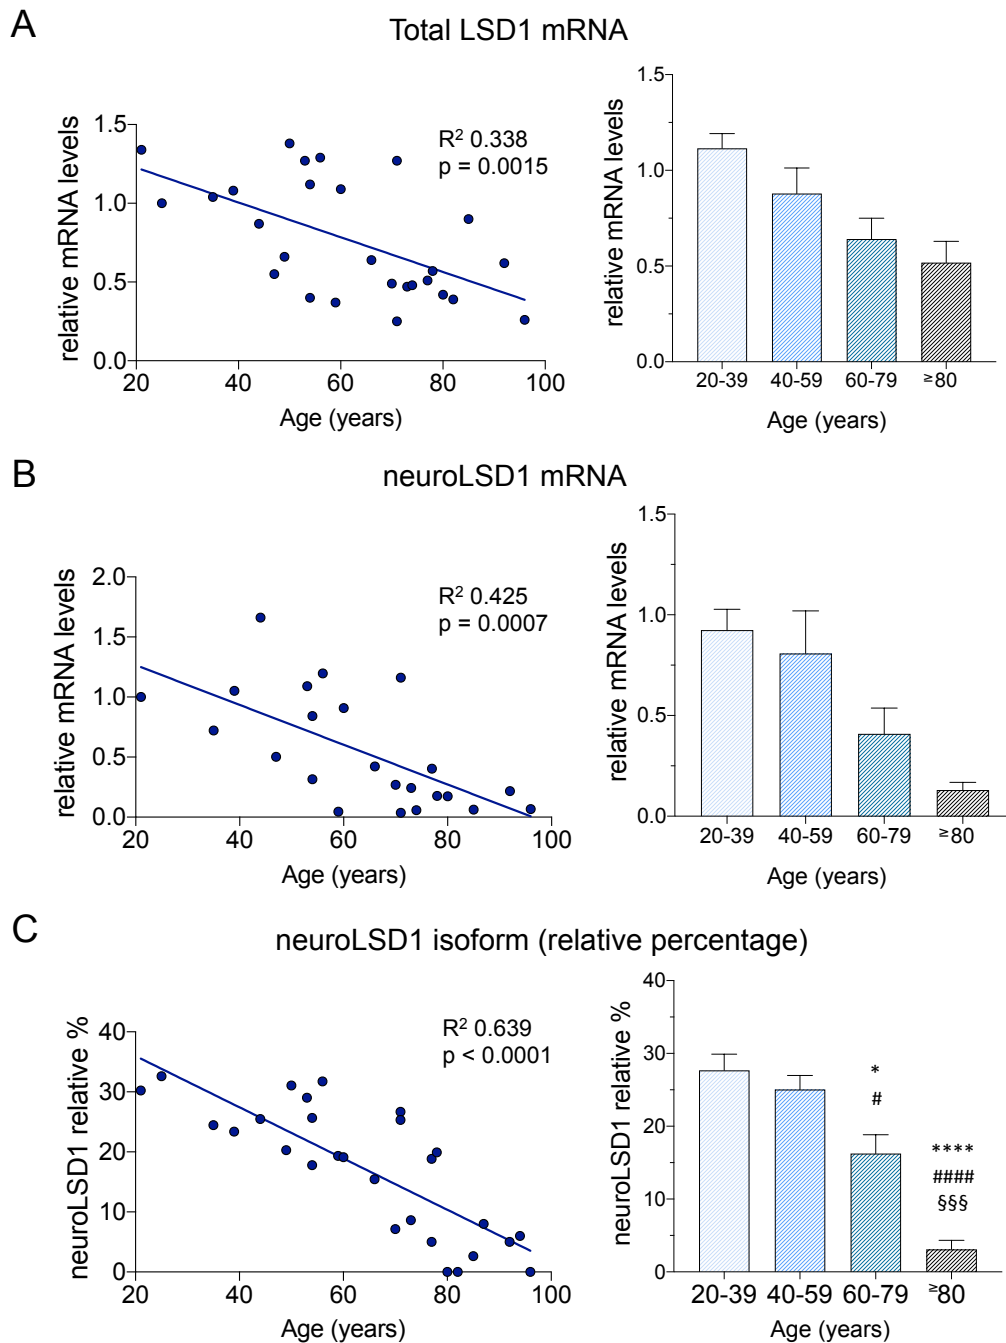 A
Total LSD1 mRNA
relative mRNA levels
1.5
1.0
0.5
0.0
R² 0.338
p = 0.0015
20 40 60 80 100
Age (years)
relative mRNA levels
1.5
1.0
0.5
0.0
20-39 40-59 60-79 ≥80
Age (years)
B
neuroLSD1 mRNA
relative mRNA levels
2.0
1.5
1.0
0.5
0.0
R² 0.425
p = 0.0007
20 40 60 80 100
Age (years)
relative mRNA levels
1.5
1.0
0.5
0.0
20-39 40-59 60-79 ≥80
Age (years)
C
neuroLSD1 isoform (relative percentage)
neuroLSD1 relative %
40
30
20
10
0
R² 0.639
p < 0.0001
20 40 60 80 100
Age (years)
neuroLSD1 relative %
40
30
20
10
0
*
#
****
####
§§§
20-39 40-59 60-79 ≥80
Age (years)